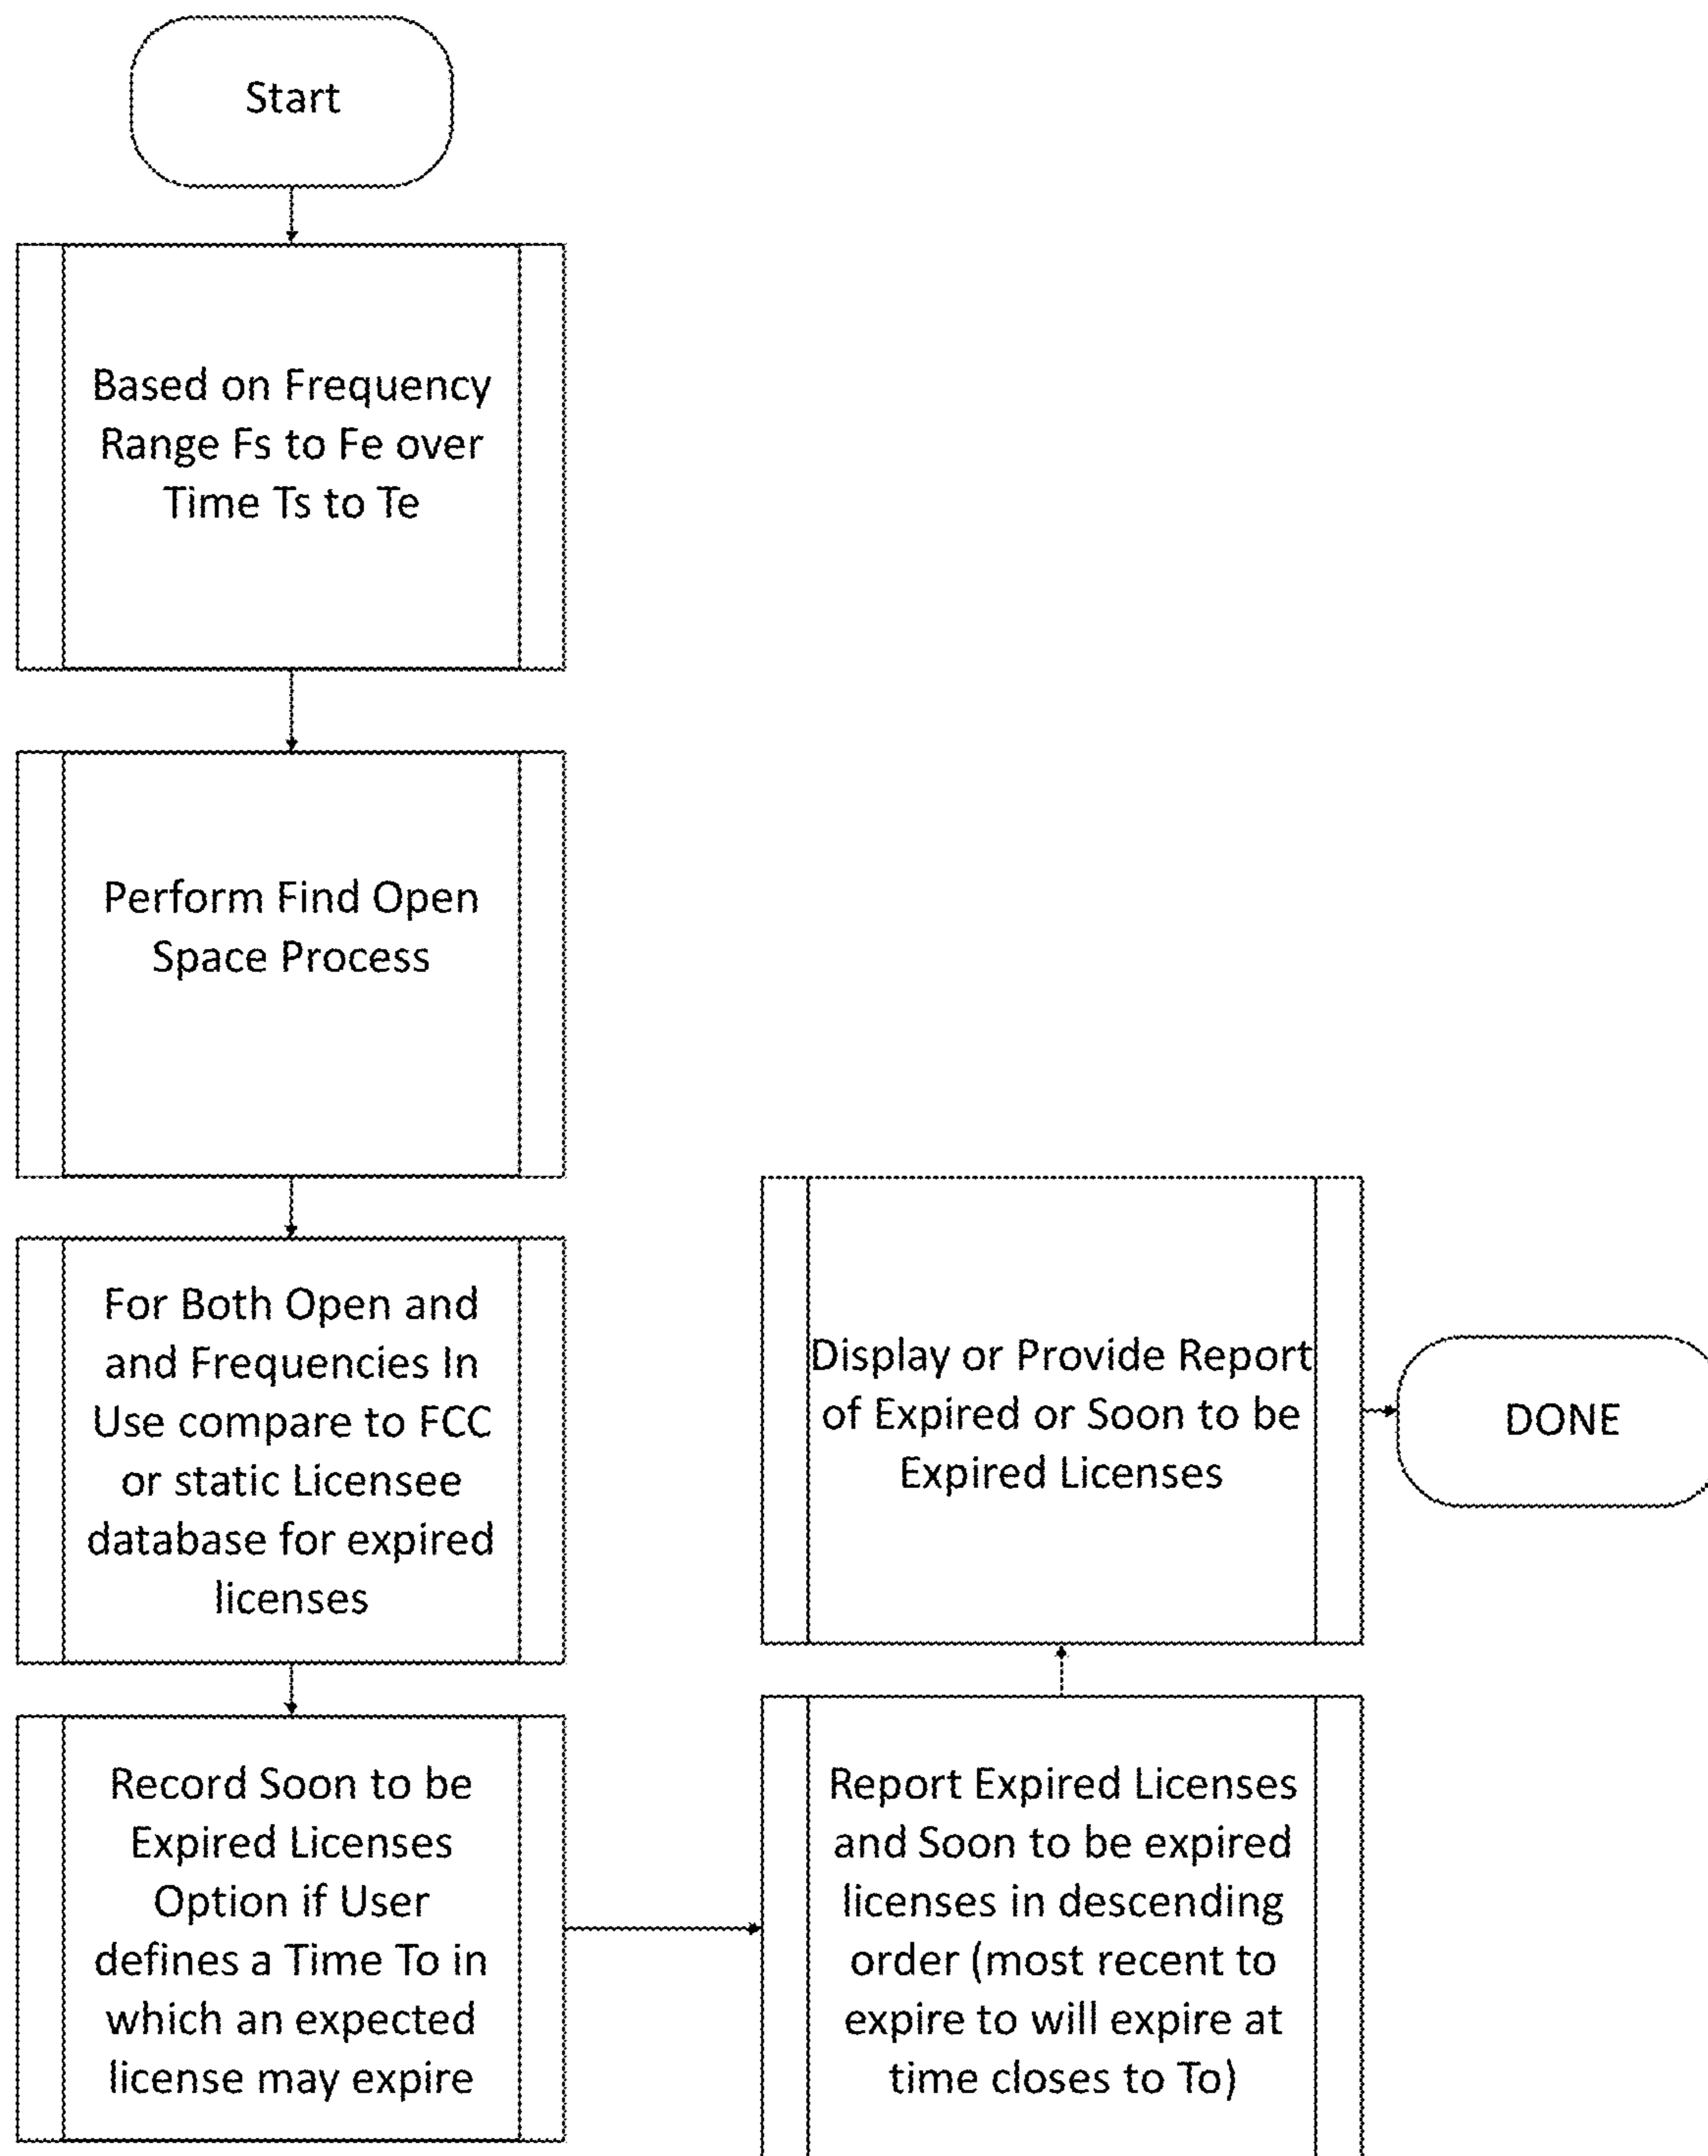 Start
Based on Frequency
Range Fs to Fe over
Time Ts to Te
Perform Find Open
Space Process
For Both Open and
and Frequencies In
Use compare to FCC
or static Licensee
database for expired
licenses
Record Soon to be
Expired Licenses
Option if User
defines a Time To in
which an expected
license may expire
Report Expired Licenses
and Soon to be expired
licenses in descending
order (most recent to
expire to will expire at
time closes to To)
Display or Provide Report
of Expired or Soon to be
Expired Licenses
DONE